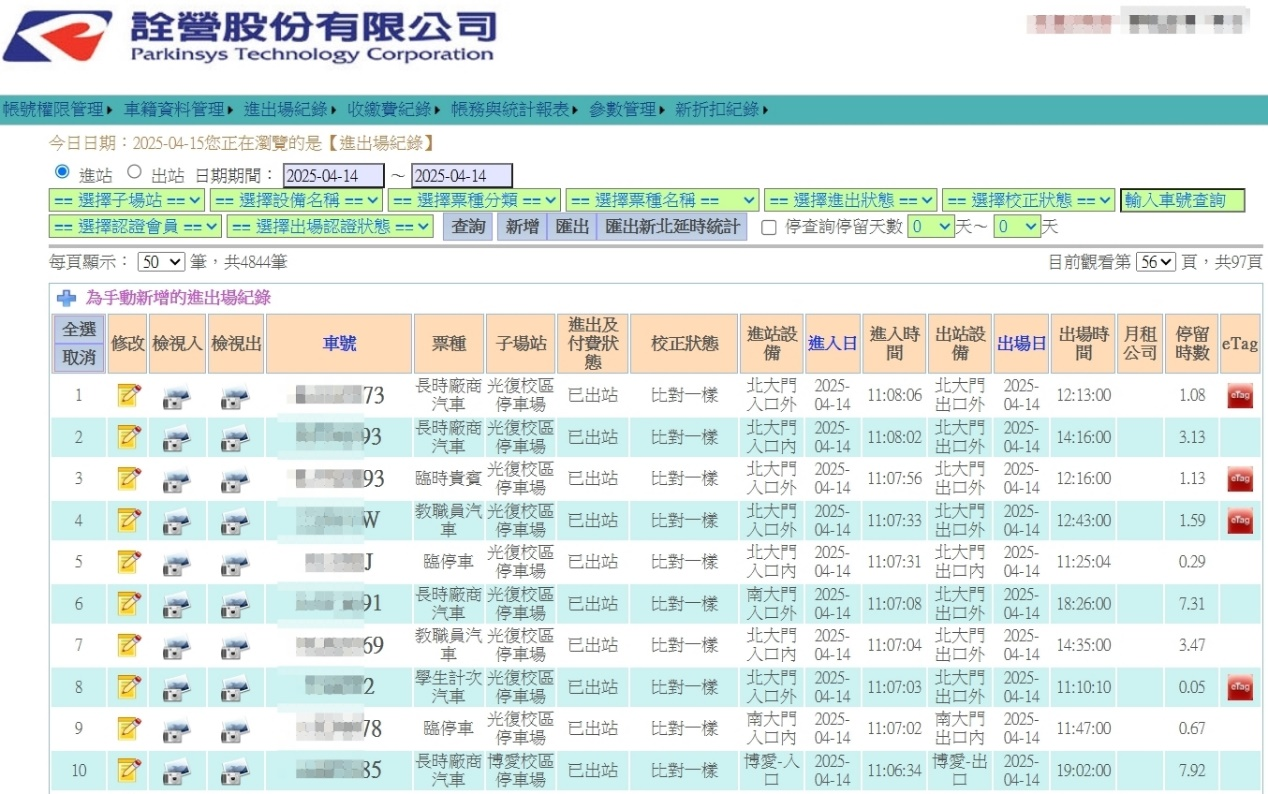 詮營股份有限公司
Parkinsys Technology Corporation
帳號權限管理 車籍資料管理 進出場紀錄 收繳費紀錄 帳務與統計報表 參數管理 新折扣紀錄
今日日期：2025-04-15您正在瀏覽的是【進出場紀錄】
進站 出站 日期期間： 2025-04-14 ～ 2025-04-14
== 選擇子場站 == == 選擇設備名稱 == == 選擇票種分類 == == 選擇票種名稱 == == 選擇進出狀態 == == 選擇校正狀態 == 輸入車號查詢
== 選擇認證會員 == == 選擇出場認證狀態 == 查詢 新增 匯出 匯出新北延時統計 停查詢停留天數 0 天～ 0 天
每頁顯示： 50 筆，共4844筆 目前觀看第 56 頁，共97頁
為手動新增的進出場紀錄
全選 取消 修改 檢視入 檢視出 車號 票種 子場站 進出及付費狀態 校正狀態 進站設備 進入日 進入時間 出站設備 出場日 出場時間 月租公司 停留時數 eTag
1 73 長時廠商汽車 光復校區停車場 已出站 比對一樣 北大門入口外 2025-04-14 11:08:06 北大門出口外 2025-04-14 12:13:00 1.08 eTag
2 93 長時廠商汽車 光復校區停車場 已出站 比對一樣 北大門入口內 2025-04-14 11:08:02 北大門出口外 2025-04-14 14:16:00 3.13
3 93 臨時貴賓 光復校區停車場 已出站 比對一樣 北大門入口外 2025-04-14 11:07:56 北大門出口外 2025-04-14 12:16:00 1.13 eTag
4 W 教職員汽車 光復校區停車場 已出站 比對一樣 北大門入口外 2025-04-14 11:07:33 北大門出口外 2025-04-14 12:43:00 1.59 eTag
5 J 臨停車 光復校區停車場 已出站 比對一樣 北大門入口內 2025-04-14 11:07:31 北大門出口內 2025-04-14 11:25:04 0.29
6 91 長時廠商汽車 光復校區停車場 已出站 比對一樣 南大門入口外 2025-04-14 11:07:08 北大門出口外 2025-04-14 18:26:00 7.31
7 69 教職員汽車 光復校區停車場 已出站 比對一樣 北大門入口內 2025-04-14 11:07:04 北大門出口外 2025-04-14 14:35:00 3.47
8 2 學生計次汽車 光復校區停車場 已出站 比對一樣 北大門入口外 2025-04-14 11:07:03 北大門出口外 2025-04-14 11:10:10 0.05 eTag
9 78 臨停車 光復校區停車場 已出站 比對一樣 南大門入口內 2025-04-14 11:07:02 南大門出口內 2025-04-14 11:47:00 0.67
10 85 長時廠商汽車 博愛校區停車場 已出站 比對一樣 博愛-入口 2025-04-14 11:06:34 博愛-出口 2025-04-14 19:02:00 7.92